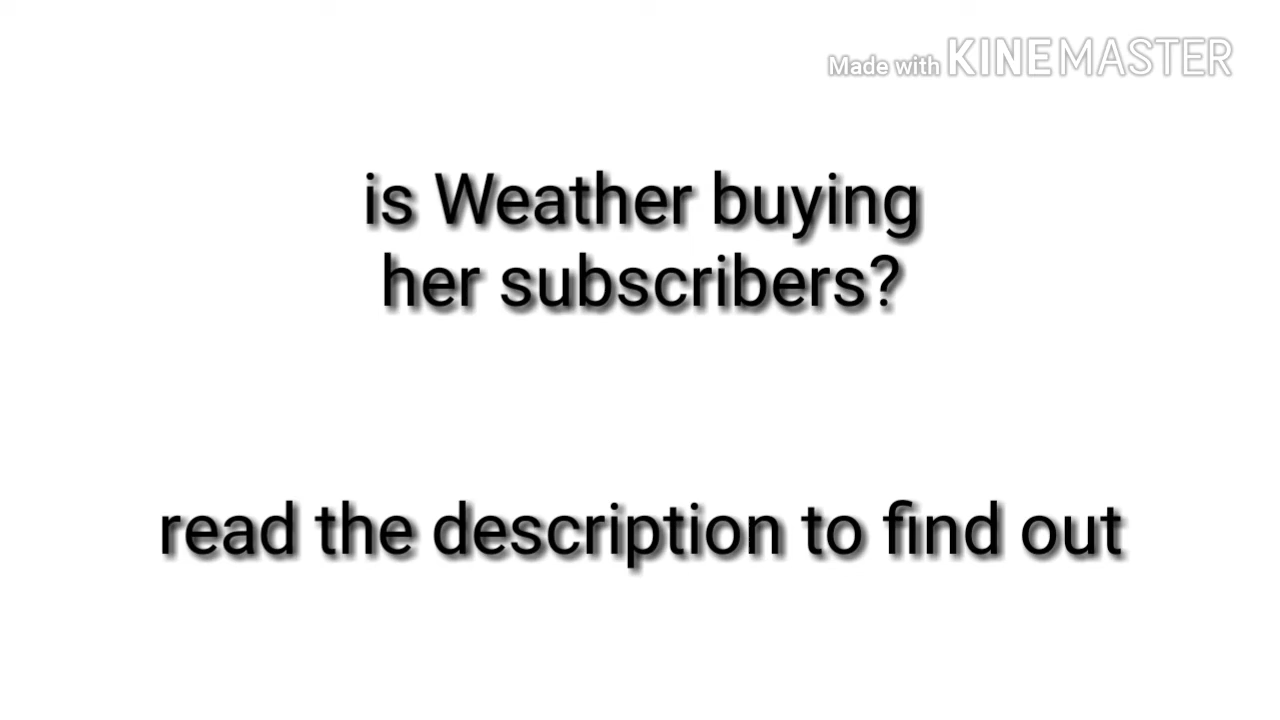 Made with KINEMASTER
is Weather buying
her subscribers?
read the description to find out